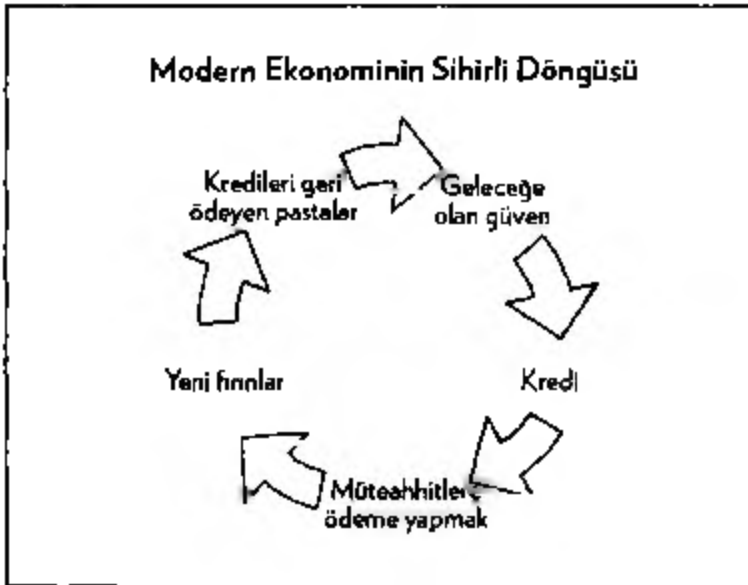 Modern Ekonominin Sihirli Döngüsü
Kredileri geri
ödeyen pastalar
Geleceğe
olan güven
Yeni fırınlar
Kredi
Müteahhitlere
ödeme yapmak